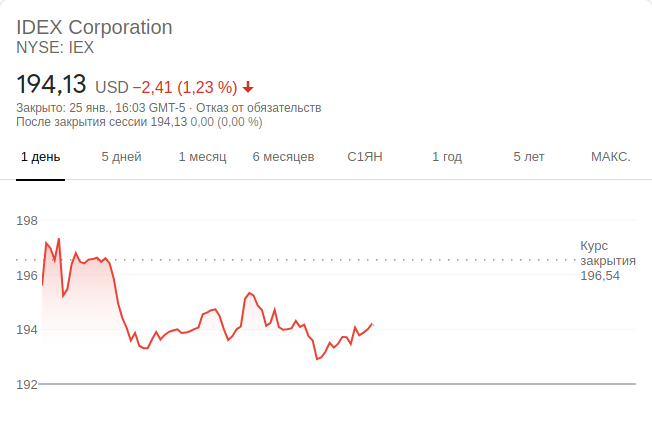 IDEX Corporation
NYSE: IEX
194,13 USD −2,41 (1,23 %)
Закрыто: 25 янв., 16:03 GMT-5 · Отказ от обязательств
После закрытия сессии 194,13 0,00 (0,00 %)
1 день 5 дней 1 месяц 6 месяцев С1ЯН 1 год 5 лет МАКС.
198
Курс
закрытия
196,54
196
194
192